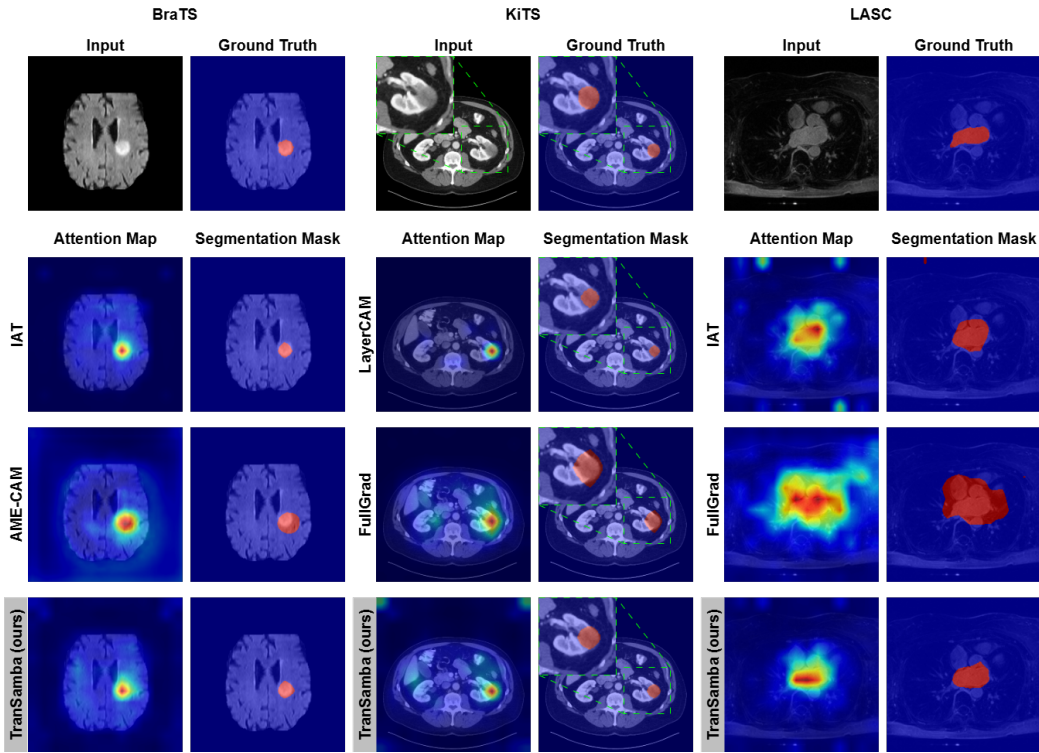 BraTS KiTS LASC
Input Ground Truth Input Ground Truth Input Ground Truth
Attention Map Segmentation Mask Attention Map Segmentation Mask Attention Map Segmentation Mask
IAT LayerCAM IAT
AME-CAM FullGrad FullGrad
TranSamba (ours) TranSamba (ours) TranSamba (ours)